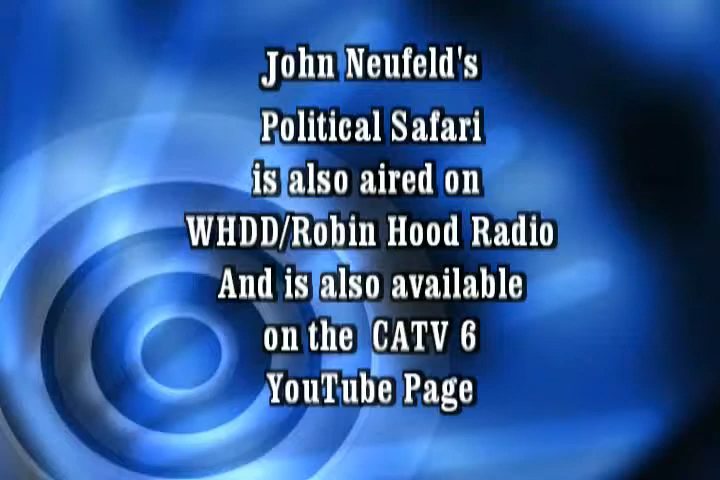 John Neufeld's
Political Safari
is also aired on
WHDD/Robin Hood Radio
And is also available
on the CATV 6
YouTube Page